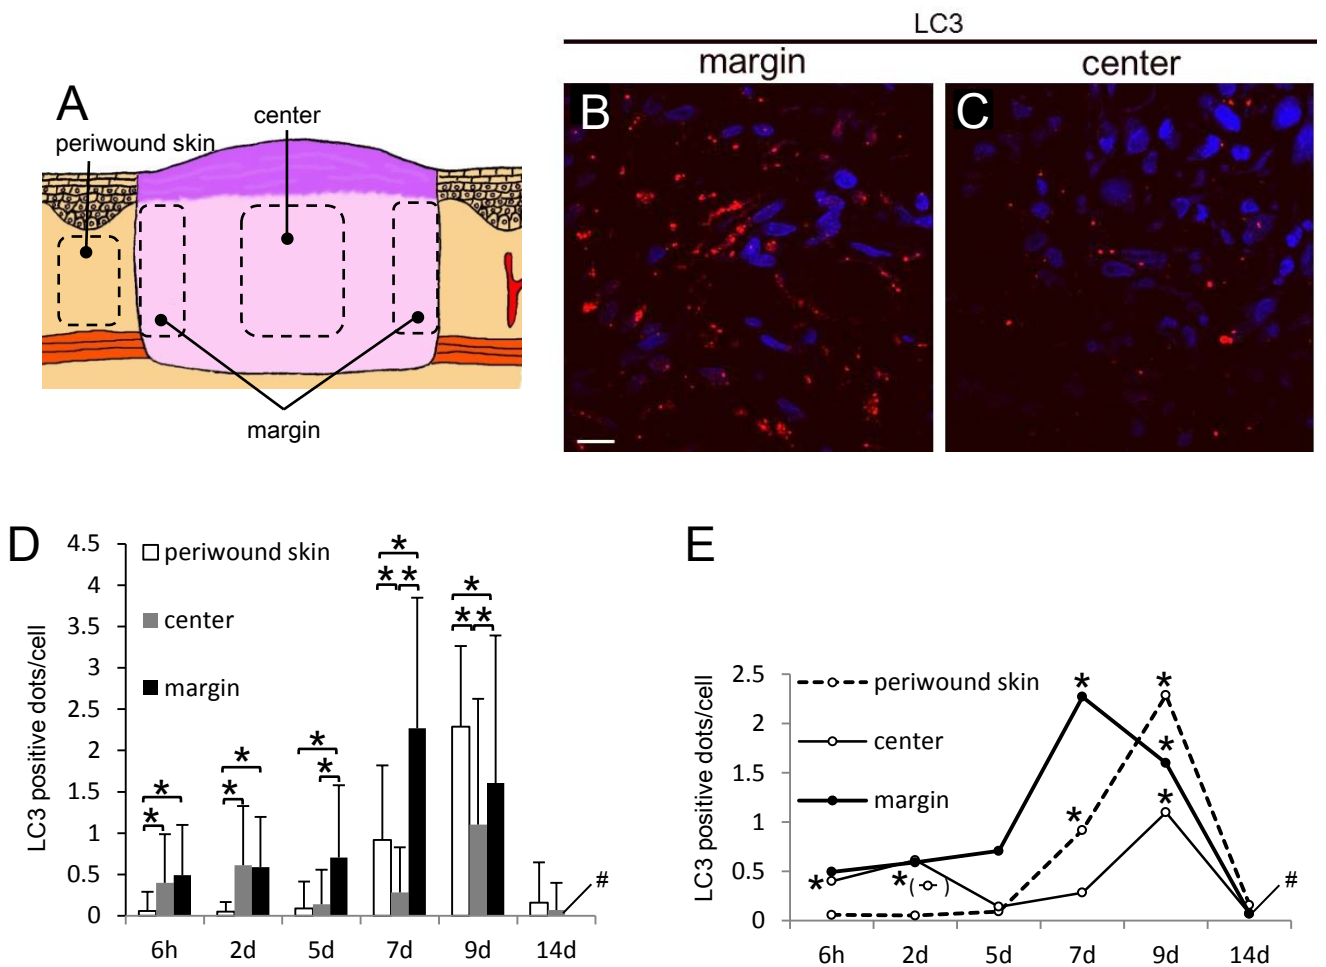 LC3
margin
center
A
B
C
center
periwound skin
margin
D
4.5
4
3.5
3
2.5
2
1.5
1
0.5
0
LC3 positive dots/cell
periwound skin
center
margin
*
* *
*
* *
*
*
*
*
*
*
#
6h 2d 5d 7d 9d 14d
E
2.5
2
1.5
1
0.5
0
LC3 positive dots/cell
periwound skin
center
margin
* *
*
* *
* * ( )
#
6h 2d 5d 7d 9d 14d